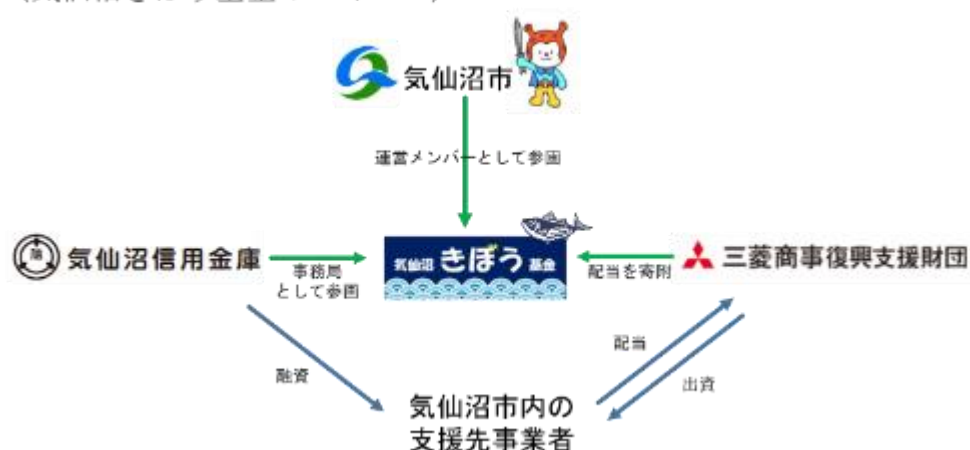 気仙沼市
運営メンバーとして参画
気仙沼信用金庫
事務局
として参画
気仙沼 きぼう 基金
配当を寄附
三菱商事復興支援財団
融資
配当
出資
気仙沼市内の
支援先事業者